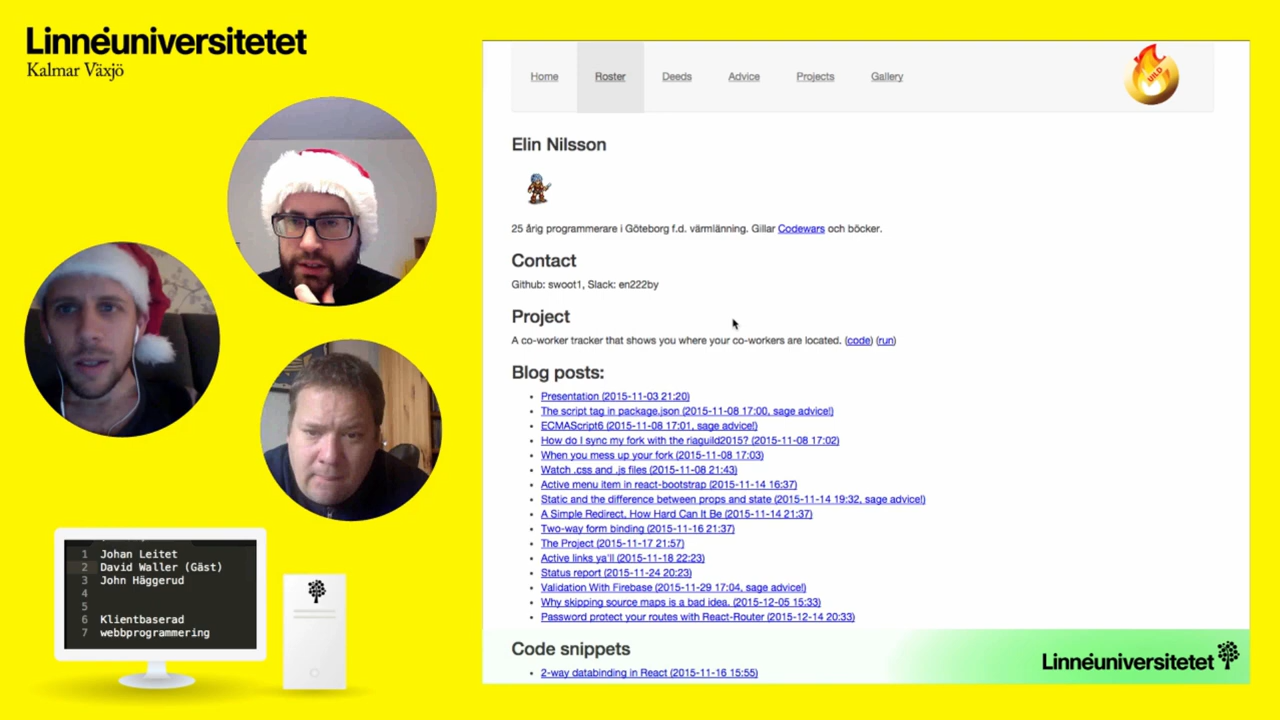 Linnéuniversitetet
Kalmar Växjö
Home Roster Deeds Advice Projects Gallery
UILD
Elin Nilsson
25 årig programmerare i Göteborg f.d. värmlänning. Gillar Codewars och böcker.
Contact
Github: swoot1, Slack: en222by
Project
A co-worker tracker that shows you where your co-workers are located. (code) (run)
Blog posts:
Presentation (2015-11-03 21:20)
The script tag in package.json (2015-11-08 17:00, sage advice!)
ECMAScript6 (2015-11-08 17:01, sage advice!)
How do I sync my fork with the riaguild2015? (2015-11-08 17:02)
When you mess up your fork (2015-11-08 17:03)
Watch .css and .js files (2015-11-08 21:43)
Active menu item in react-bootstrap (2015-11-14 16:37)
Static and the difference between props and state (2015-11-14 19:32, sage advice!)
A Simple Redirect, How Hard Can It Be (2015-11-14 21:37)
Two-way form binding (2015-11-16 21:37)
The Project (2015-11-17 21:57)
Active links ya'll (2015-11-18 22:23)
Status report (2015-11-24 20:23)
Validation With Firebase (2015-11-29 17:04, sage advice!)
Why skipping source maps is a bad idea. (2015-12-05 15:33)
Password protect your routes with React-Router (2015-12-14 20:33)
Code snippets
2-way databinding in React (2015-11-16 15:55)
Linnéuniversitetet
1 Johan Leitet
2 David Waller (Gäst)
3 John Häggerud
4
5
6 Klientbaserad
7 webbprogrammering